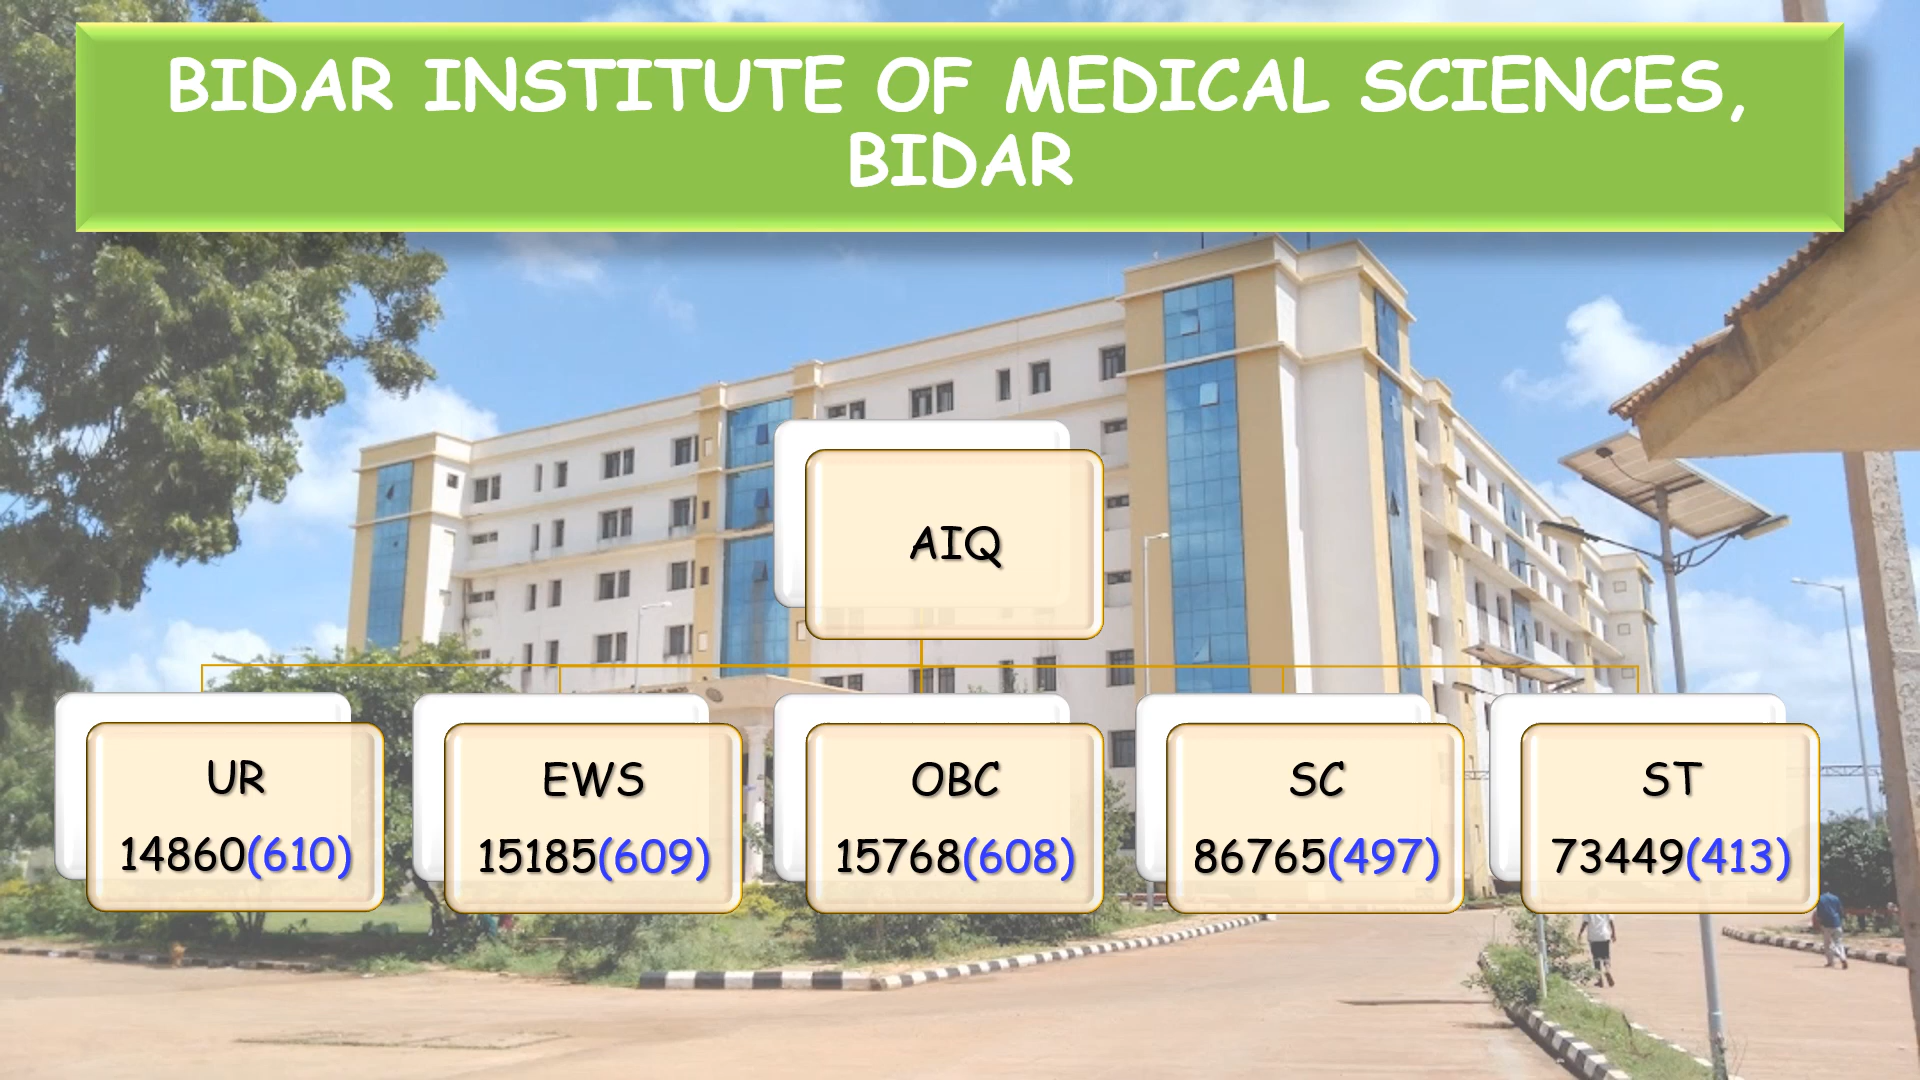 BIDAR INSTITUTE OF MEDICAL SCIENCES,
BIDAR
AIQ
UR
14860(610)
EWS
15185(609)
OBC
15768(608)
SC
86765(497)
ST
73449(413)